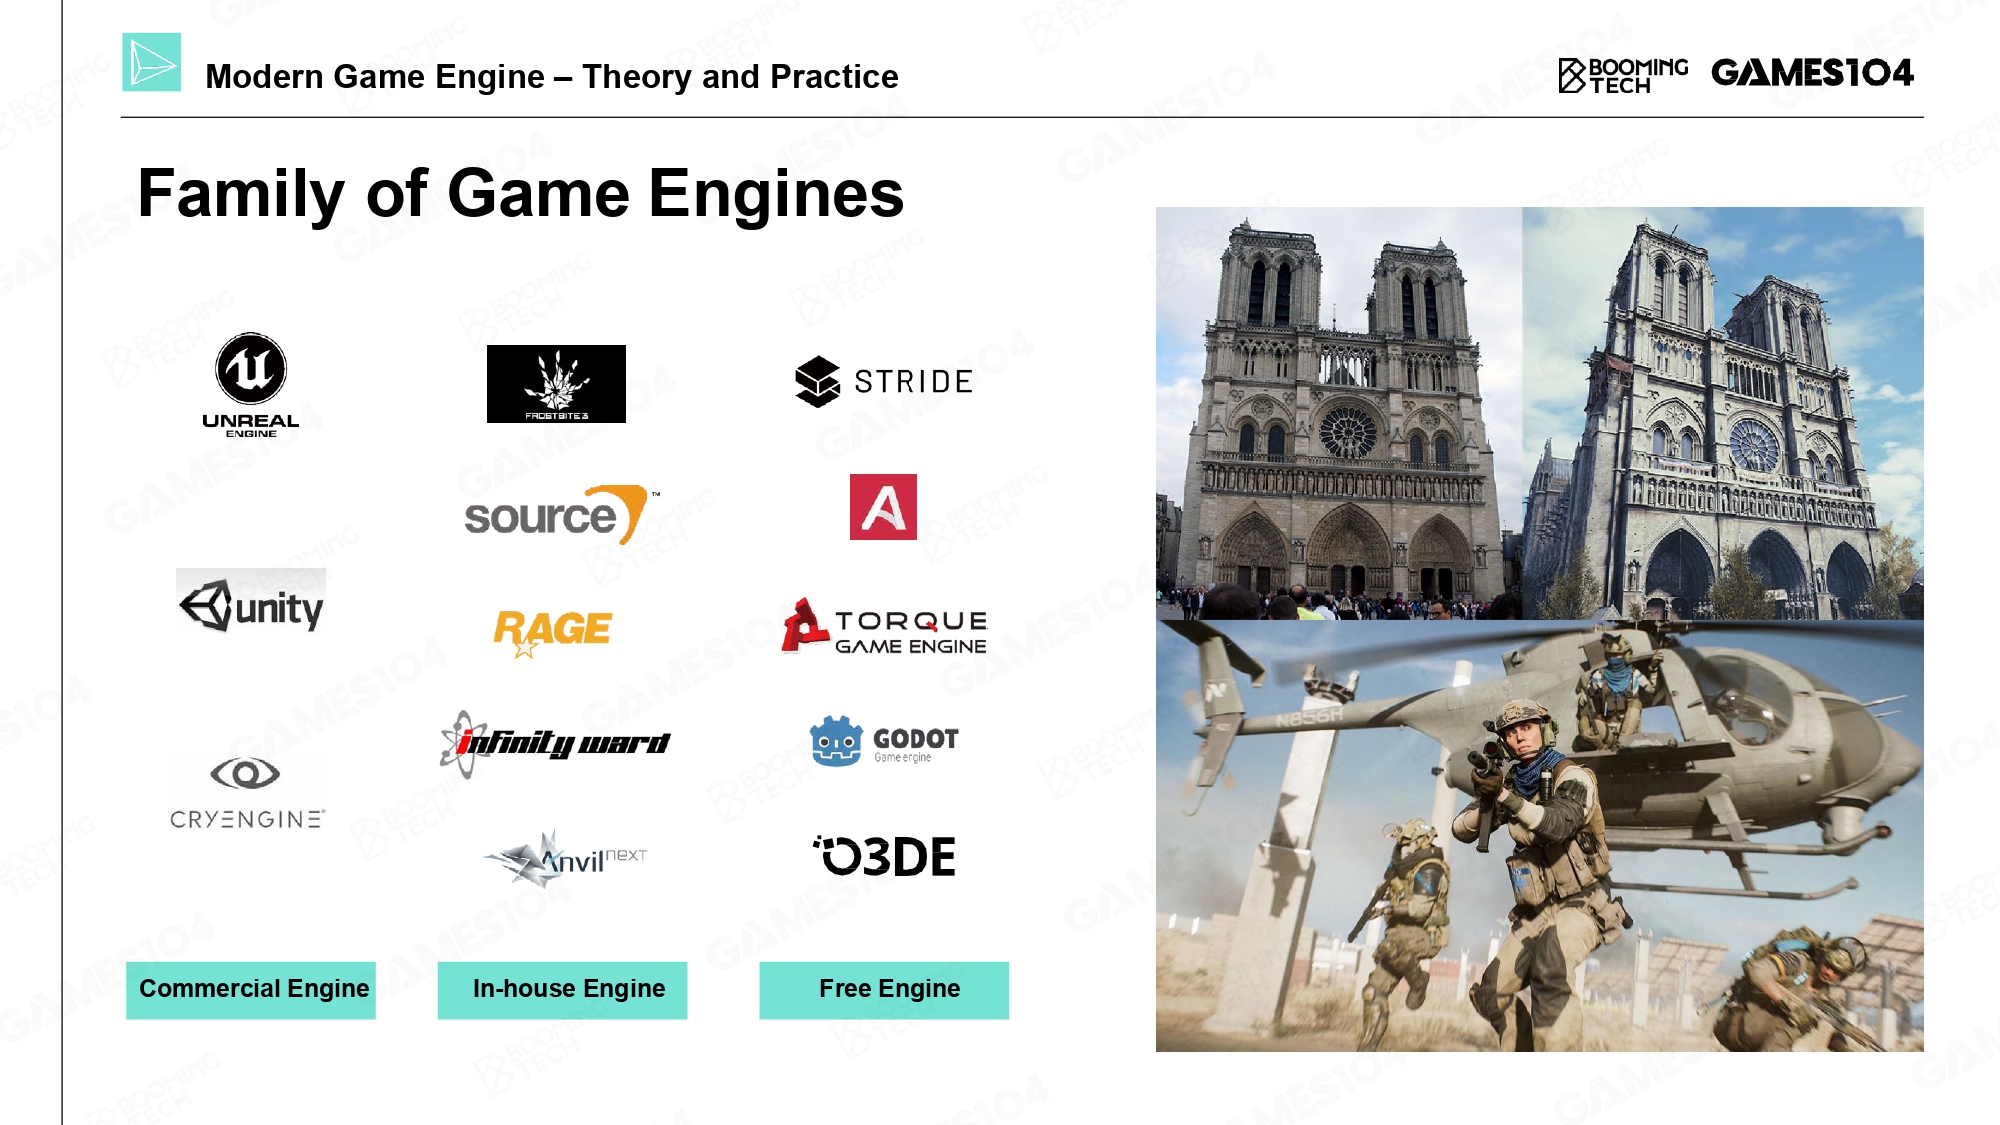 Modern Game Engine – Theory and Practice
BOOMING
TECH
GAMES104
Family of Game Engines
UNREAL
ENGINE
unity
CRYENGINE
FROSTBITE 3
source™
RAGE
infinity ward
Anvil NEXT
STRIDE
TORQUE
GAME ENGINE
GODOT
Game engine
O3DE
N856R
Commercial Engine
In-house Engine
Free Engine